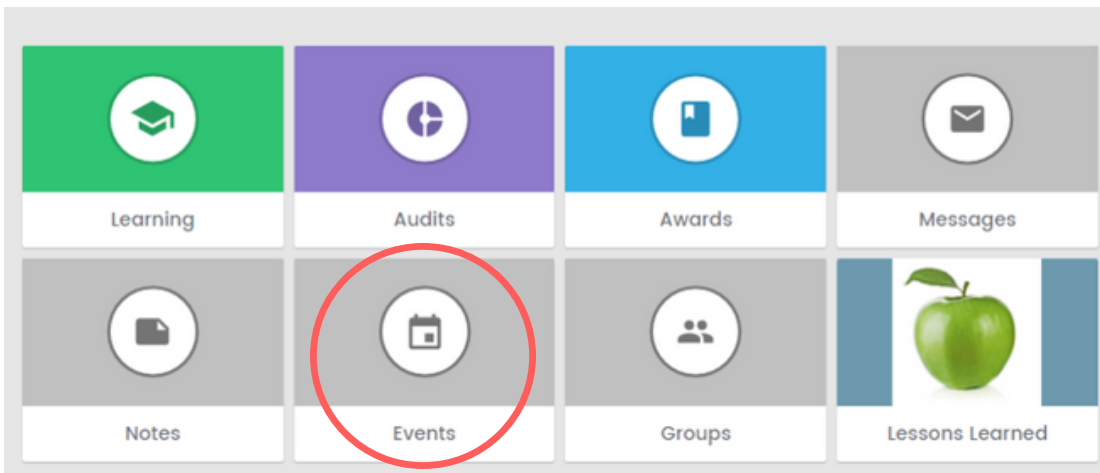 Learning
Audits
Awards
Messages
Notes
Events
Groups
Lessons Learned